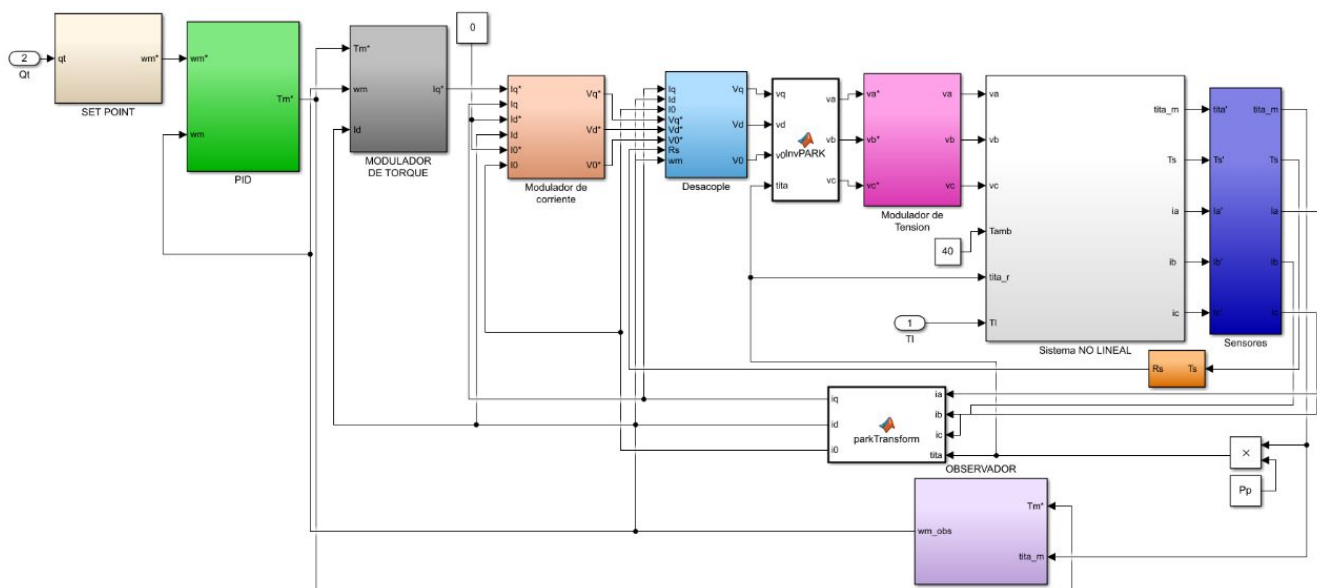 2
Qt
qt
wm*
SET POINT
wm*
wm
Tm*
PID
Tm*
wm
Id
Iq*
MODULADOR
DE TORQUE
0
Iq*
Iq
Id*
Id
I0*
I0
Vq*
Vd*
V0*
Modulador de
corriente
Iq
Id
I0
Vq*
Vd*
V0*
Rs
wm
Vq
Vd
V0
Desacople
vq
vd
v0
tita
va
vb
vc
InvPARK
va*
vb*
vc*
va
vb
vc
Modulador de
Tension
40
1
Tl
va
vb
vc
Tamb
tita_r
Tl
tita_m
Ts
ia
ib
ic
Sistema NO LINEAL
tita'
Ts'
ia'
ib'
ic'
tita_m
Ts
Ia
Ib
Ic
Sensores
Rs
Ts
iq
id
i0
ia
ib
ic
tita
parkTransform
×
Pp
OBSERVADOR
wm_obs
Tm*
tita_m